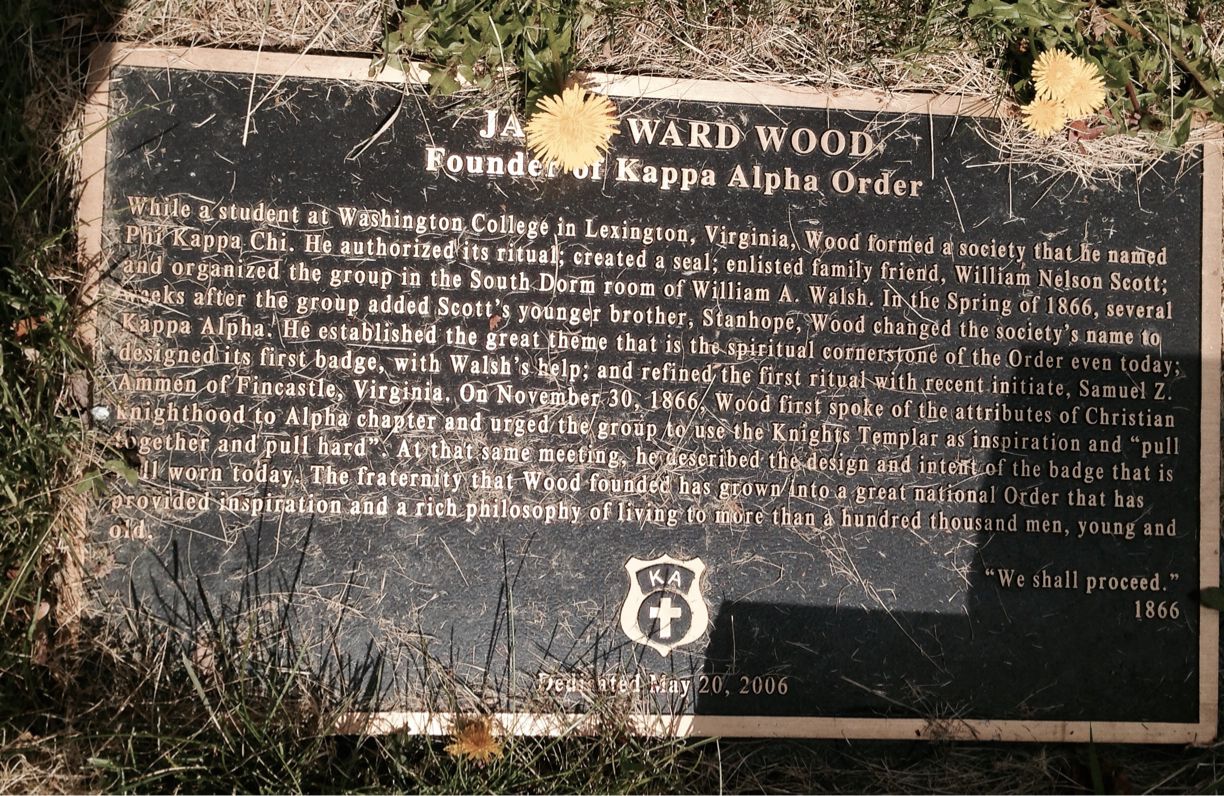 JA WARD WOOD
Founder of Kappa Alpha Order
While a student at Washington College in Lexington, Virginia, Wood formed a society that he named
Phi Kappa Chi. He authorized its ritual; created a seal; enlisted family friend, William Nelson Scott;
and organized the group in the South Dorm room of William A. Walsh. In the Spring of 1866, several
weeks after the group added Scott's younger brother, Stanhope, Wood changed the society's name to
Kappa Alpha. He established the great theme that is the spiritual cornerstone of the Order even today;
designed its first badge, with Walsh's help; and refined the first ritual with recent initiate, Samuel Z.
Ammen of Fincastle, Virginia. On November 30, 1866, Wood first spoke of the attributes of Christian
knighthood to Alpha chapter and urged the group to use the Knights Templar as inspiration and "pull
together and pull hard". At that same meeting, he described the design and intent of the badge that is
still worn today. The fraternity that Wood founded has grown into a great national Order that has
provided inspiration and a rich philosophy of living to more than a hundred thousand men, young and
old.
"We shall proceed."
1866
KA
Dedicated May 20, 2006